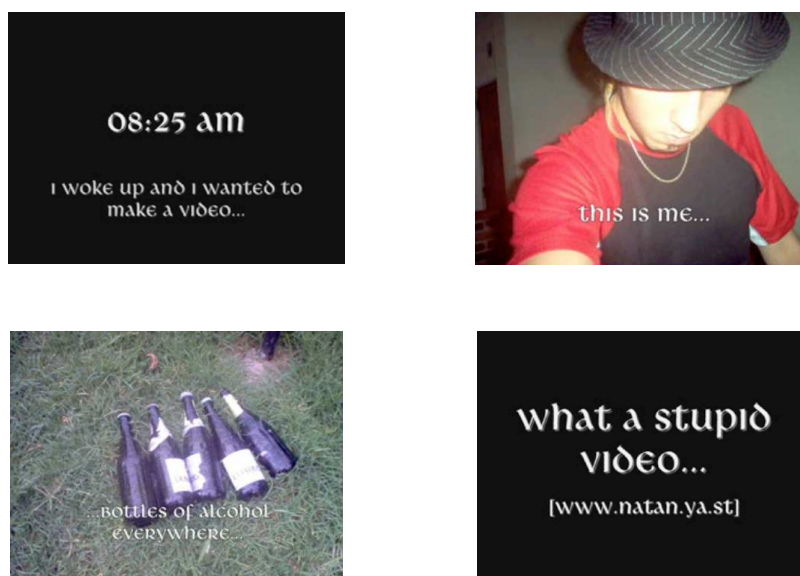 08:25 am
I woke up and I wanted to
make a video...
this is me...
...bottles of alcohol
everywhere...
what a stupid
video...
[www.natan.ya.st]